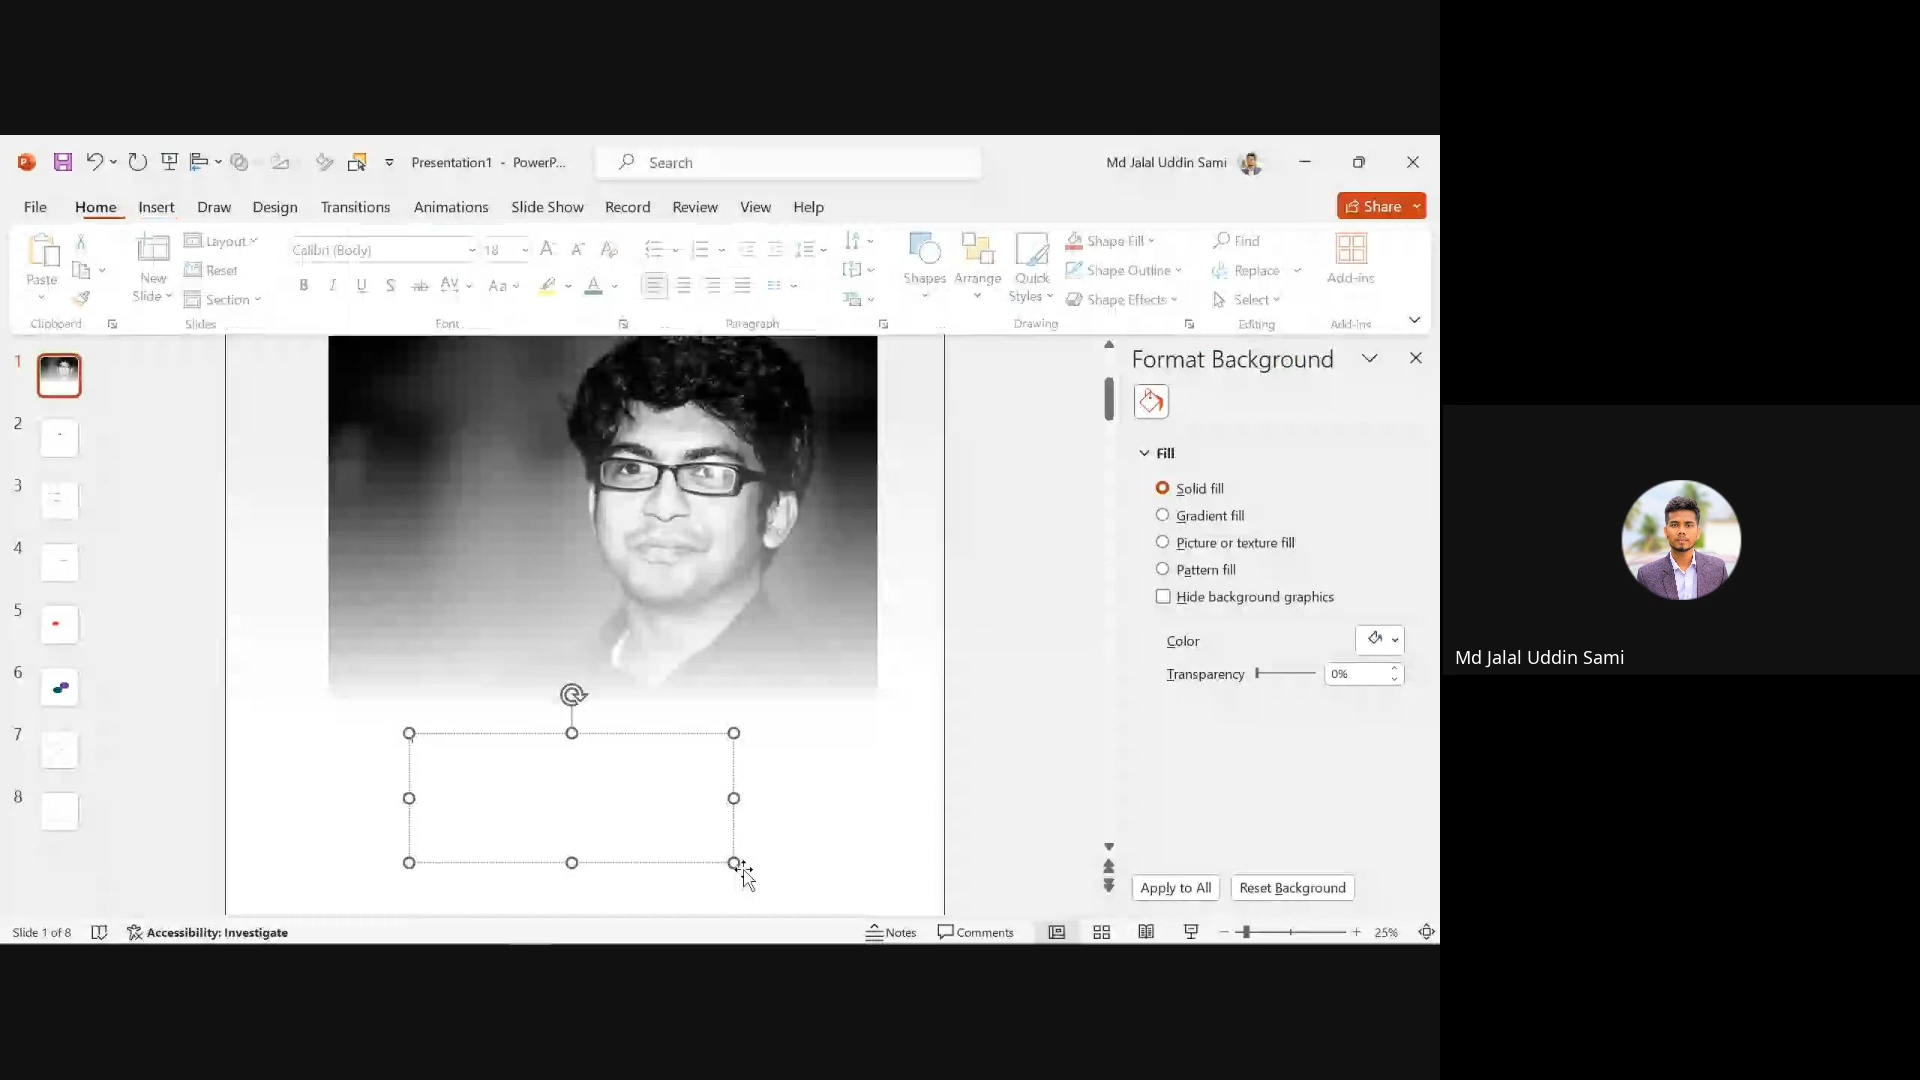 Presentation1 - PowerP...
Search
Md Jalal Uddin Sami
File Home Insert Draw Design Transitions Animations Slide Show Record Review View Help
Share
Paste
New Slide
Layout
Reset
Section
Calibri (Body) 18
Shapes
Arrange
Quick Styles
Shape Fill
Shape Outline
Shape Effects
Find
Replace
Select
Add-ins
Clipboard Slides Font Paragraph Drawing Editing Add-ins
1
2
3
4
5
6
7
8
Format Background
Fill
Solid fill
Gradient fill
Picture or texture fill
Pattern fill
Hide background graphics
Color
Transparency 0%
Apply to All Reset Background
Slide 1 of 8 Accessibility: Investigate Notes Comments 25%
Md Jalal Uddin Sami